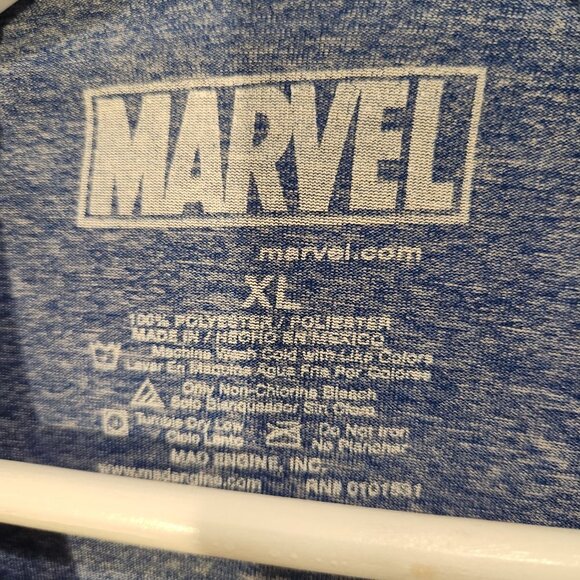 MARVEL
marvel.com
XL
100% POLYESTER / POLIESTER
MADE IN / HECHO EN MEXICO
Machine Wash Cold with Like Colors
Lavar En Maquina Agua Fria Por Colores
Only Non-Chlorine Bleach
Solo Blanqueador Sin Cloro
Tumble Dry Low Do Not Iron
Ciclo Lento No Planchar
MAD ENGINE, INC.
www.madengine.com RN# 0101531